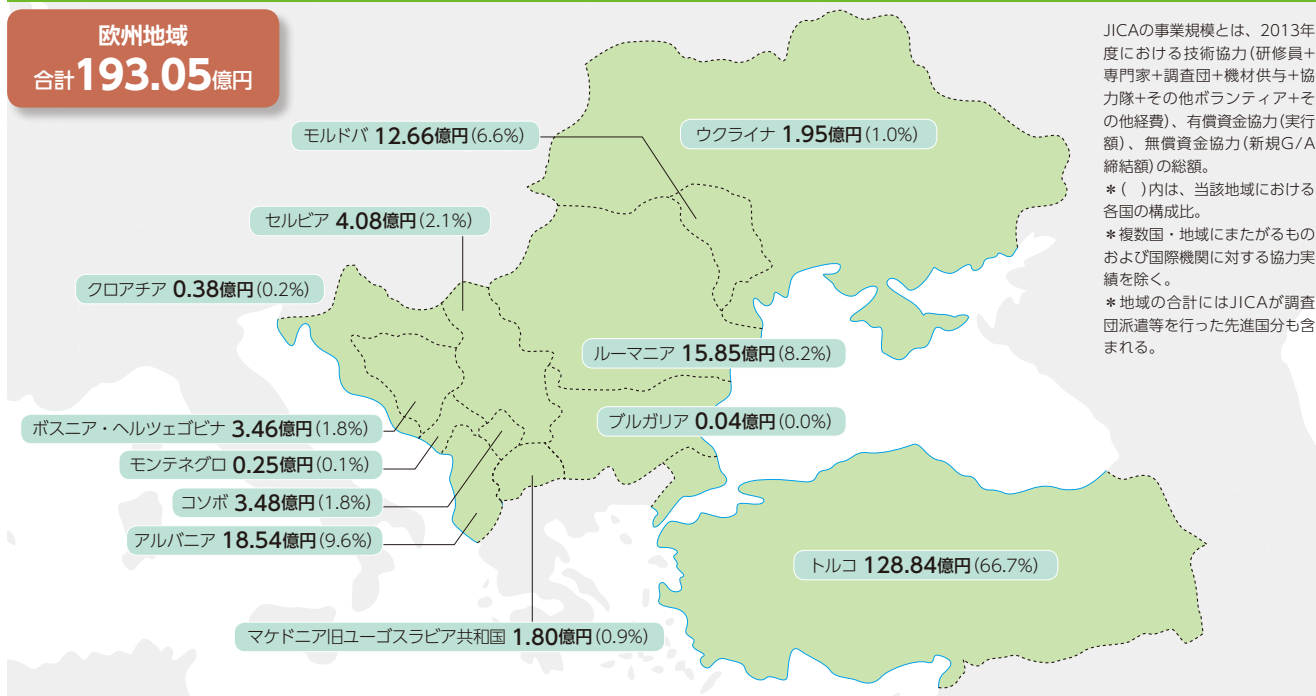 欧州地域
合計193.05億円
JICAの事業規模とは、2013年
度における技術協力(研修員+
専門家+調査団+機材供与+協
力隊+その他ボランティア+そ
の他経費)、有償資金協力(実行
額)、無償資金協力(新規G/A
締結額)の総額。
＊( )内は、当該地域における
各国の構成比。
＊複数国・地域にまたがるもの
および国際機関に対する協力実
績を除く。
＊地域の合計にはJICAが調査
団派遣等を行った先進国分も含
まれる。
モルドバ 12.66億円(6.6%)
ウクライナ 1.95億円(1.0%)
セルビア 4.08億円(2.1%)
クロアチア 0.38億円(0.2%)
ルーマニア 15.85億円(8.2%)
ブルガリア 0.04億円(0.0%)
ボスニア・ヘルツェゴビナ 3.46億円(1.8%)
モンテネグロ 0.25億円(0.1%)
コソボ 3.48億円(1.8%)
アルバニア 18.54億円(9.6%)
トルコ 128.84億円(66.7%)
マケドニア旧ユーゴスラビア共和国 1.80億円(0.9%)